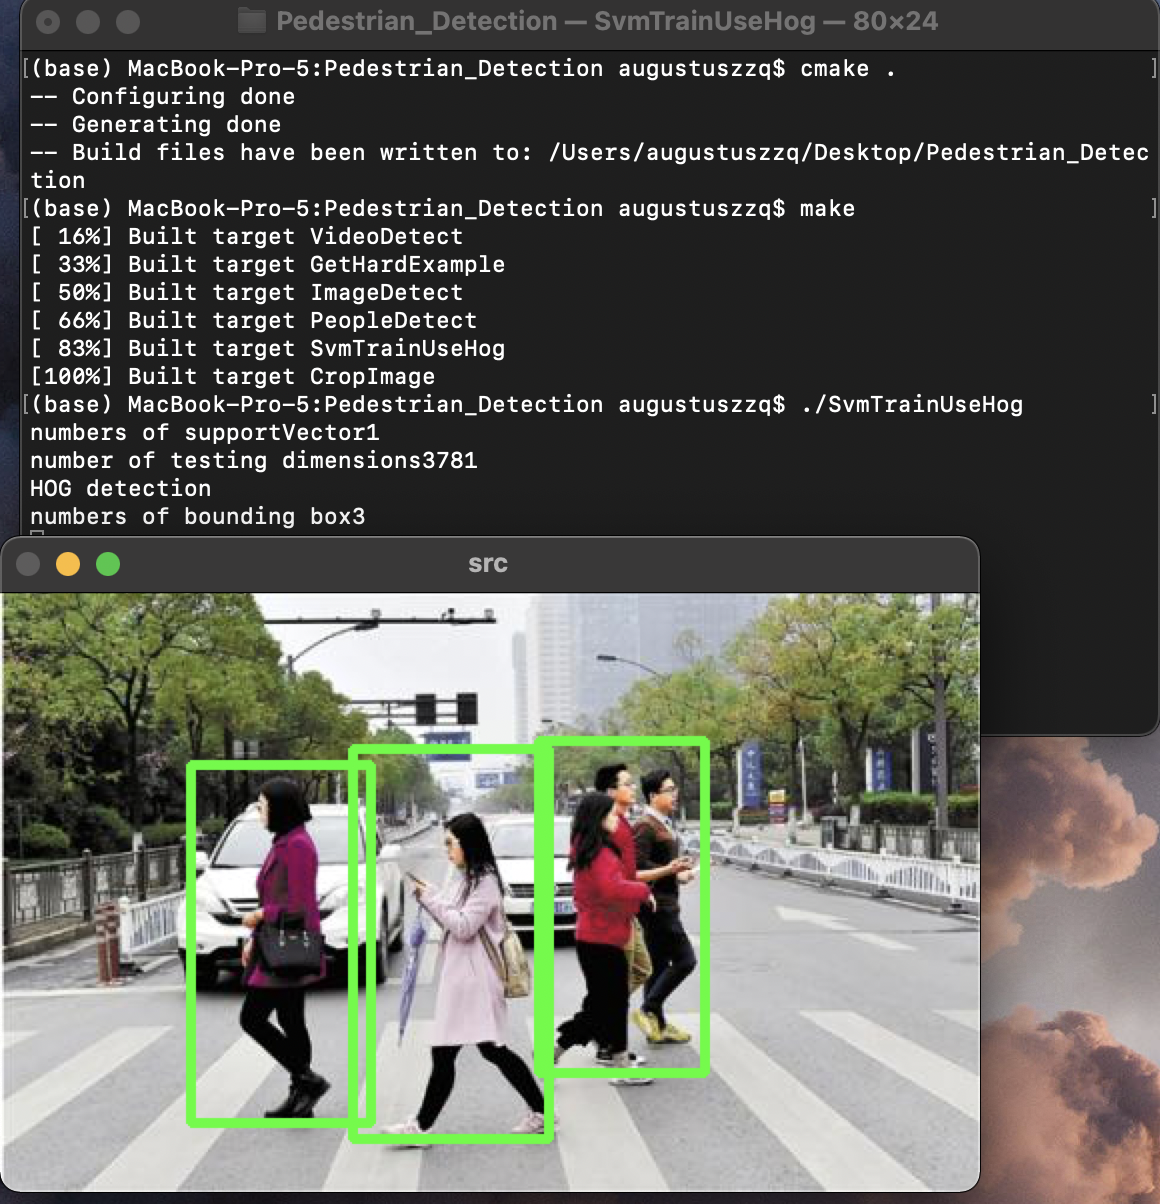 Pedestrian_Detection — SvmTrainUseHog — 80×24
[(base) MacBook-Pro-5:Pedestrian_Detection augustuszzq$ cmake . ]
-- Configuring done
-- Generating done
-- Build files have been written to: /Users/augustuszzq/Desktop/Pedestrian_Detec
tion
[(base) MacBook-Pro-5:Pedestrian_Detection augustuszzq$ make ]
[ 16%] Built target VideoDetect
[ 33%] Built target GetHardExample
[ 50%] Built target ImageDetect
[ 66%] Built target PeopleDetect
[ 83%] Built target SvmTrainUseHog
[100%] Built target CropImage
[(base) MacBook-Pro-5:Pedestrian_Detection augustuszzq$ ./SvmTrainUseHog ]
numbers of supportVector1
number of testing dimensions3781
HOG detection
numbers of bounding box3
src